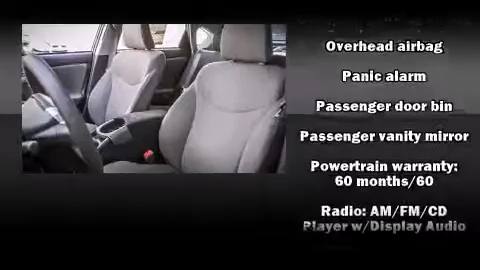 Overhead airbag
Panic alarm
Passenger door bin
Passenger vanity mirror
Powertrain warranty:
60 months/60
Radio: AM/FM/CD
Player w/Display Audio